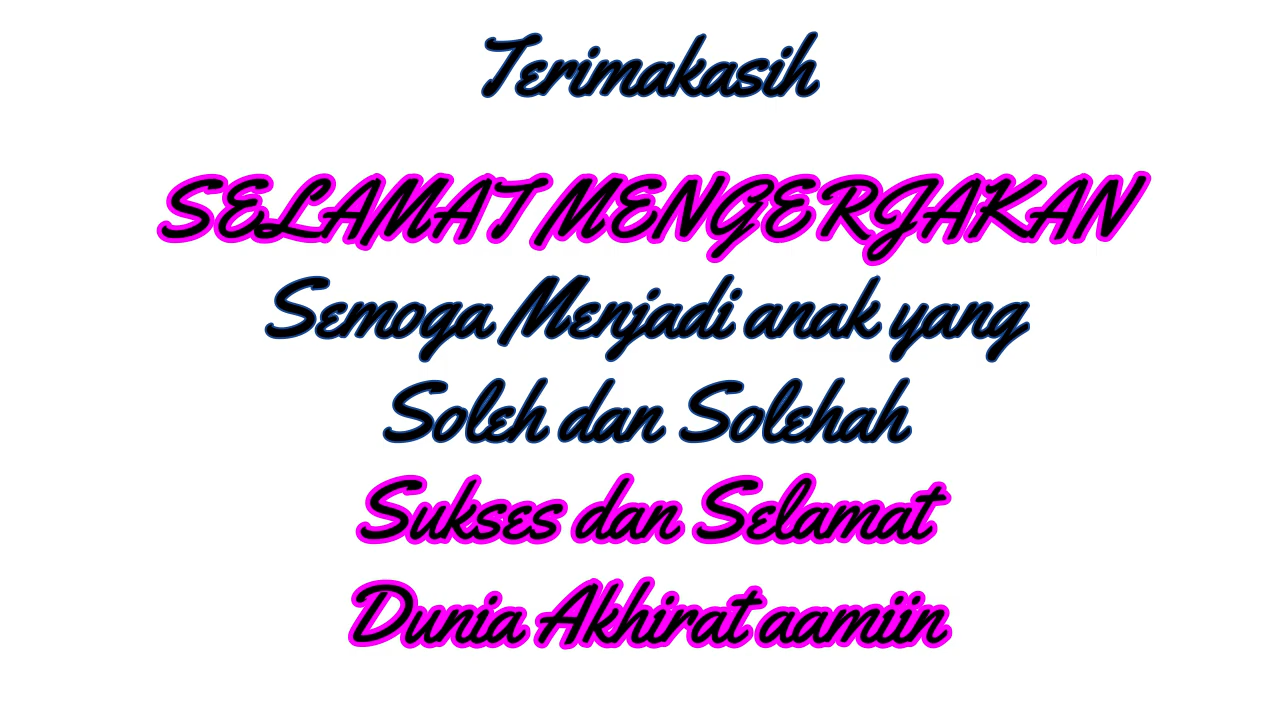 Terimakasih
SELAMAT MENGERJAKAN
Semoga Menjadi anak yang
Soleh dan Solehah
Sukses dan Selamat
Dunia Akhirat aamiin